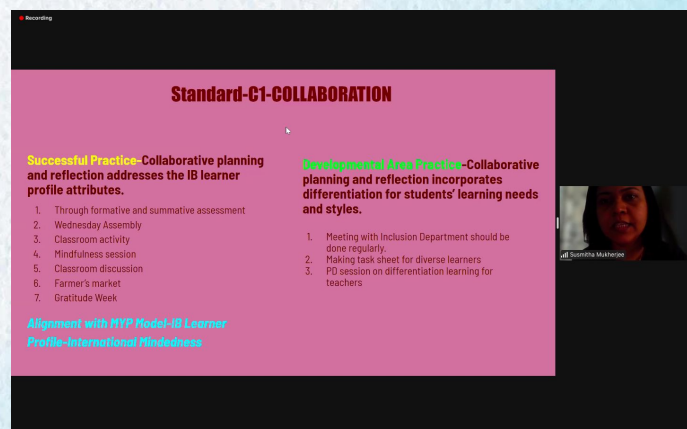 Recording
Standard-C1-COLLABORATION
Successful Practice-Collaborative planning
and reflection addresses the IB learner
profile attributes.
1. Through formative and summative assessment
2. Wednesday Assembly
3. Classroom activity
4. Mindfulness session
5. Classroom discussion
6. Farmer's market
7. Gratitude Week
Alignment with MYP Model-IB Learner
Profile-International Mindedness
Developmental Area Practice-Collaborative
planning and reflection incorporates
differentiation for students' learning needs
and styles.
1. Meeting with Inclusion Department should be
done regularly.
2. Making task sheet for diverse learners
3. PD session on differentiation learning for
teachers
Susmitha Mukherjee